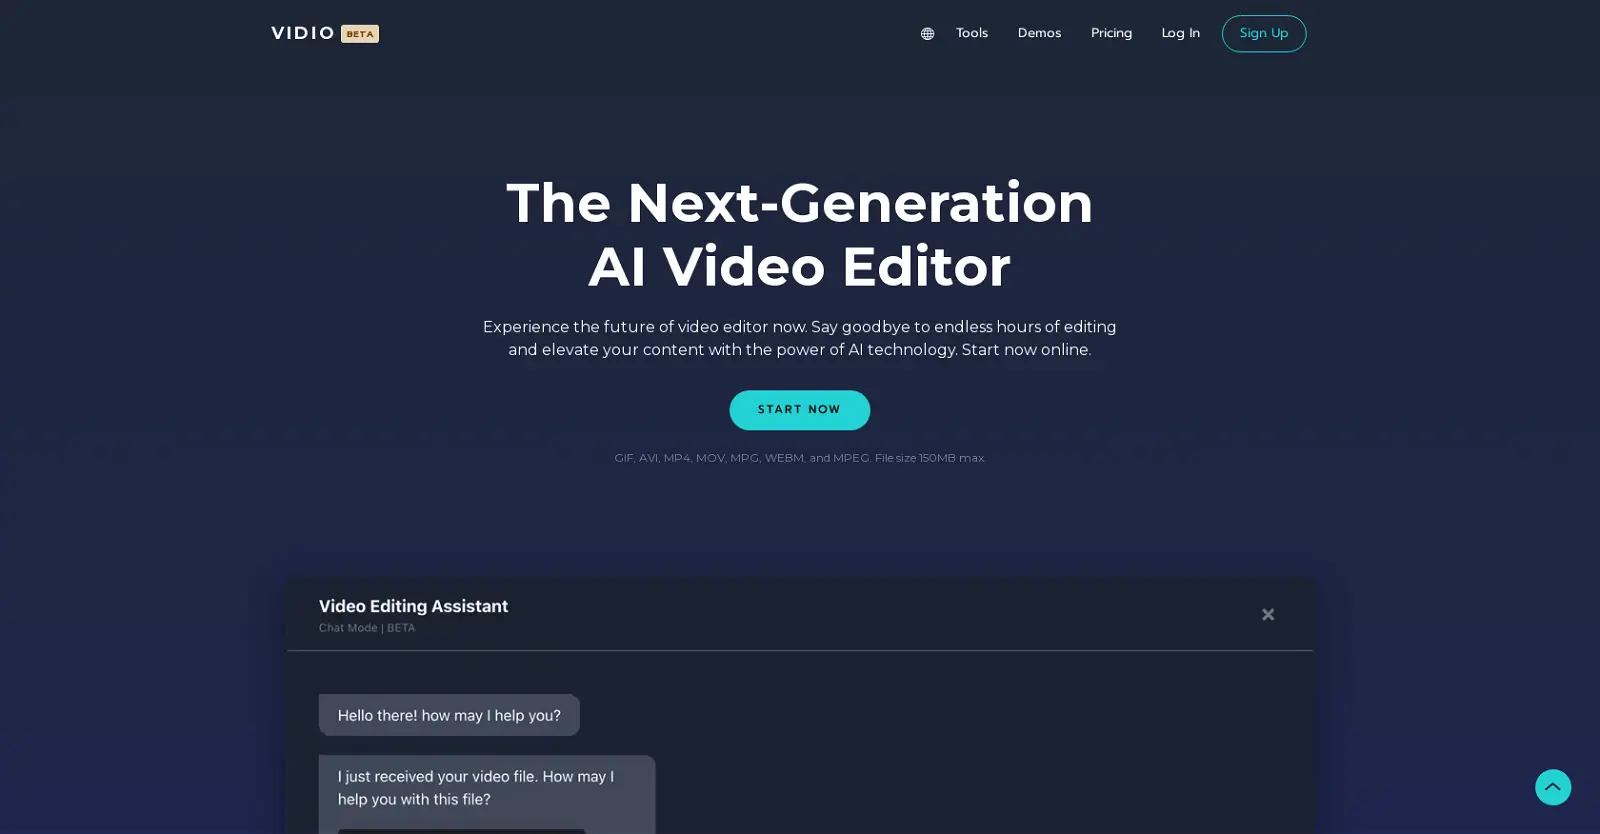 VIDIO BETA
Tools Demos Pricing Log In Sign Up
The Next-Generation
AI Video Editor
Experience the future of video editor now. Say goodbye to endless hours of editing
and elevate your content with the power of AI technology. Start now online.
START NOW
GIF, AVI, MP4, MOV, MPG, WEBM, and MPEG. File size 150MB max.
Video Editing Assistant
Chat Mode | BETA
Hello there! how may I help you?
I just received your video file. How may I
help you with this file?